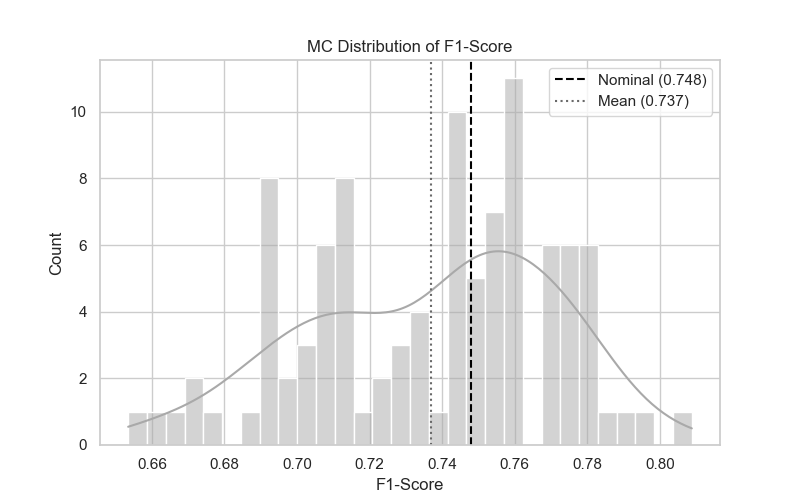 MC Distribution of F1-Score
Nominal (0.748)
Mean (0.737)
Count
10
8
6
4
2
0
0.66 0.68 0.70 0.72 0.74 0.76 0.78 0.80
F1-Score